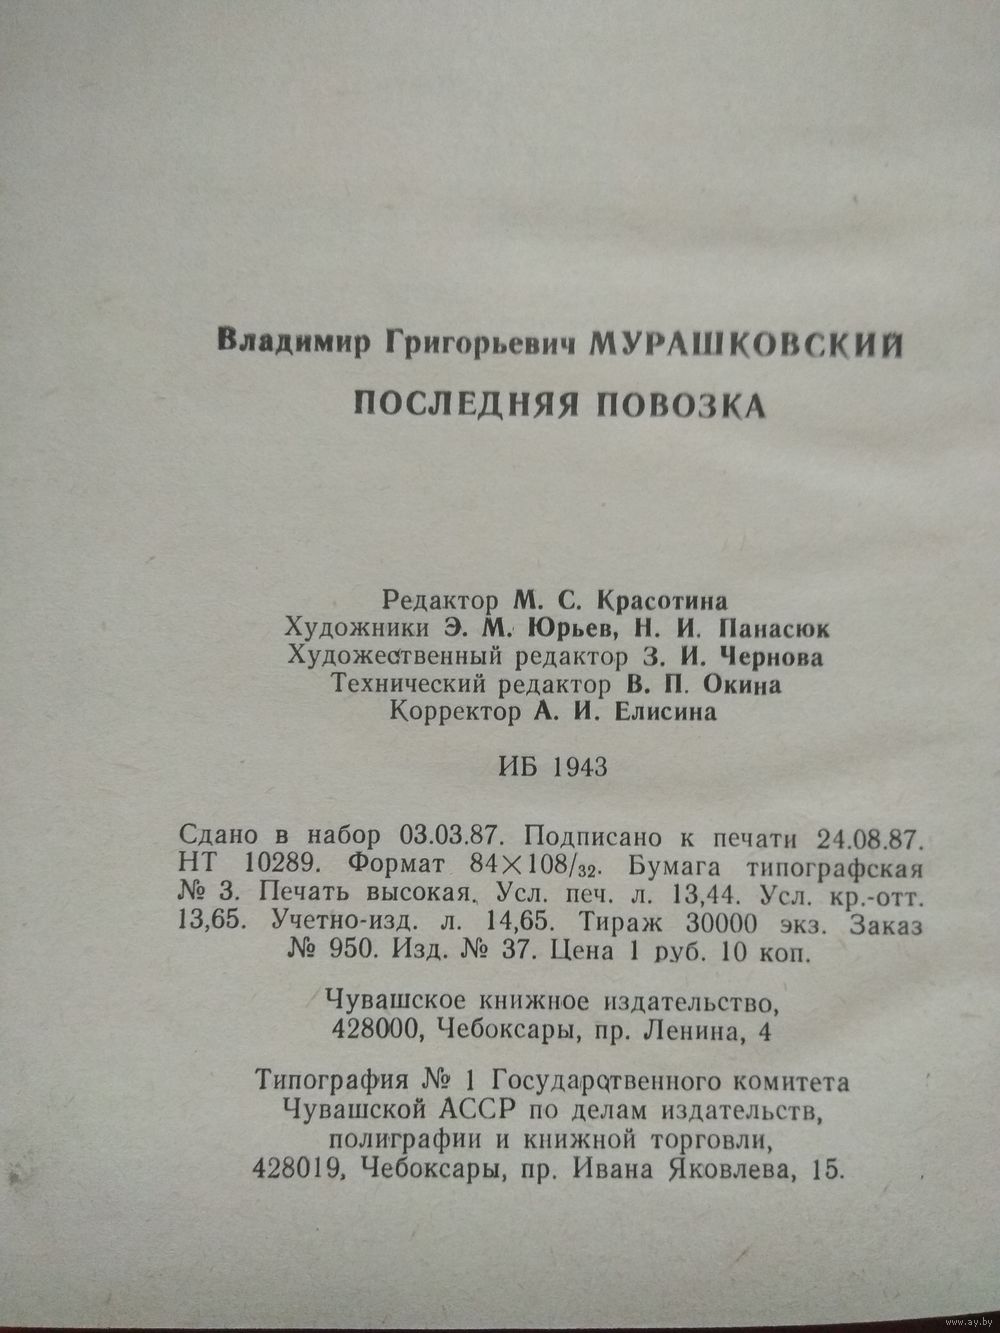 Владимир Григорьевич МУРАШКОВСКИЙ
ПОСЛЕДНЯЯ ПОВОЗКА
Редактор М. С. Красотина
Художники Э. М. Юрьев, Н. И. Панасюк
Художественный редактор З. И. Чернова
Технический редактор В. П. Окина
Корректор А. И. Елисина
ИБ 1943
Сдано в набор 03.03.87. Подписано к печати 24.08.87.
НТ 10289. Формат 84×108/32. Бумага типографская
№ 3. Печать высокая. Усл. печ. л. 13,44. Усл. кр.-отт.
13,65. Учетно-изд. л. 14,65. Тираж 30000 экз. Заказ
№ 950. Изд. № 37. Цена 1 руб. 10 коп.
Чувашское книжное издательство,
428000, Чебоксары, пр. Ленина, 4
Типография № 1 Государственного комитета
Чувашской АССР по делам издательств,
полиграфии и книжной торговли,
428019, Чебоксары, пр. Ивана Яковлева, 15.
www.ay.by